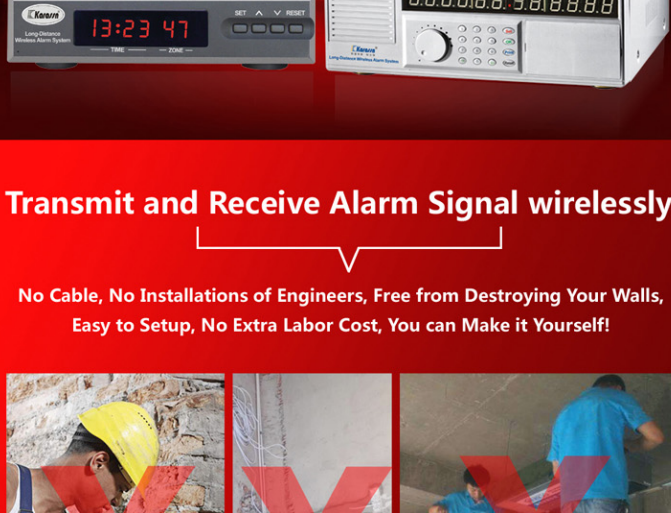 SET RESET
Karassn
13:23 47
Long-Distance
Wireless Alarm System
TIME ZONE
Karassn
Long-Distance Wireless Alarm System
Transmit and Receive Alarm Signal wirelessly
No Cable, No Installations of Engineers, Free from Destroying Your Walls,
Easy to Setup, No Extra Labor Cost, You can Make it Yourself!